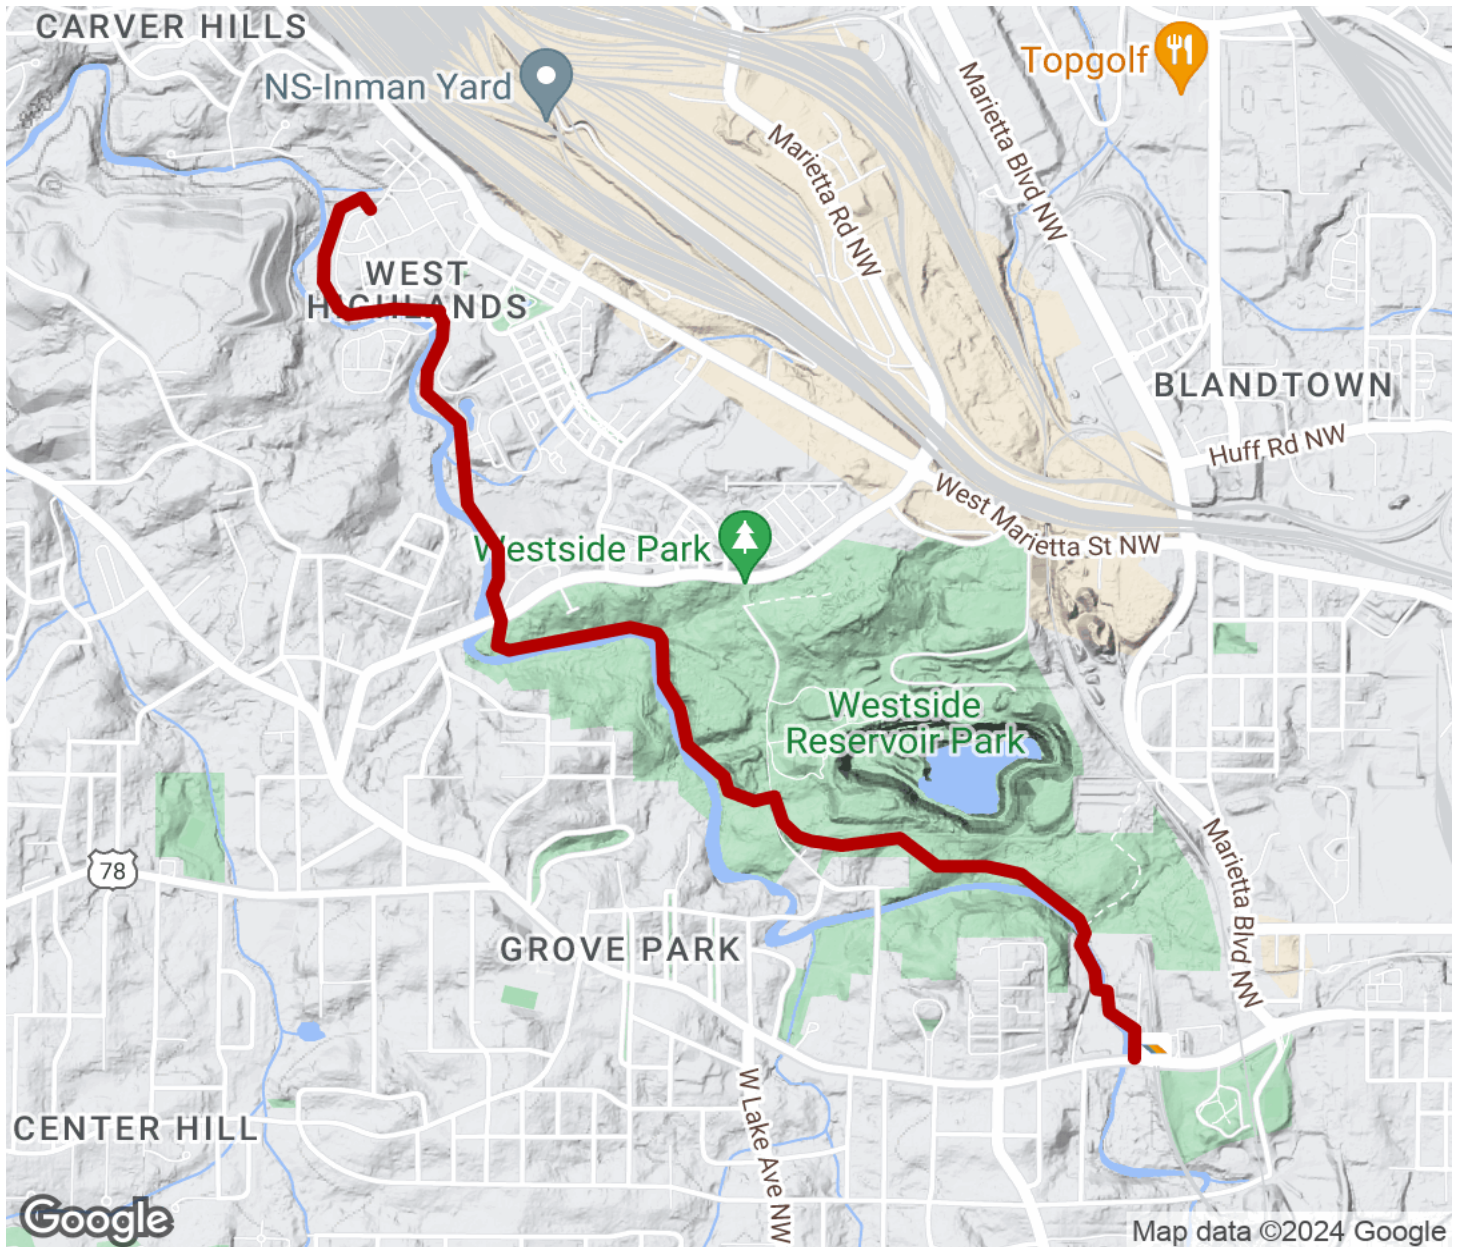 CARVER HILLS
NS-Inman Yard
Topgolf
Marietta Blvd NW
Marietta Rd NW
WEST
HIGHLANDS
BLANDTOWN
Huff Rd NW
West Marietta St NW
Westside Park
Westside
Reservoir Park
Marietta Blvd NW
78
GROVE PARK
W Lake Ave NW
CENTER HILL
Google
Map data ©2024 Google